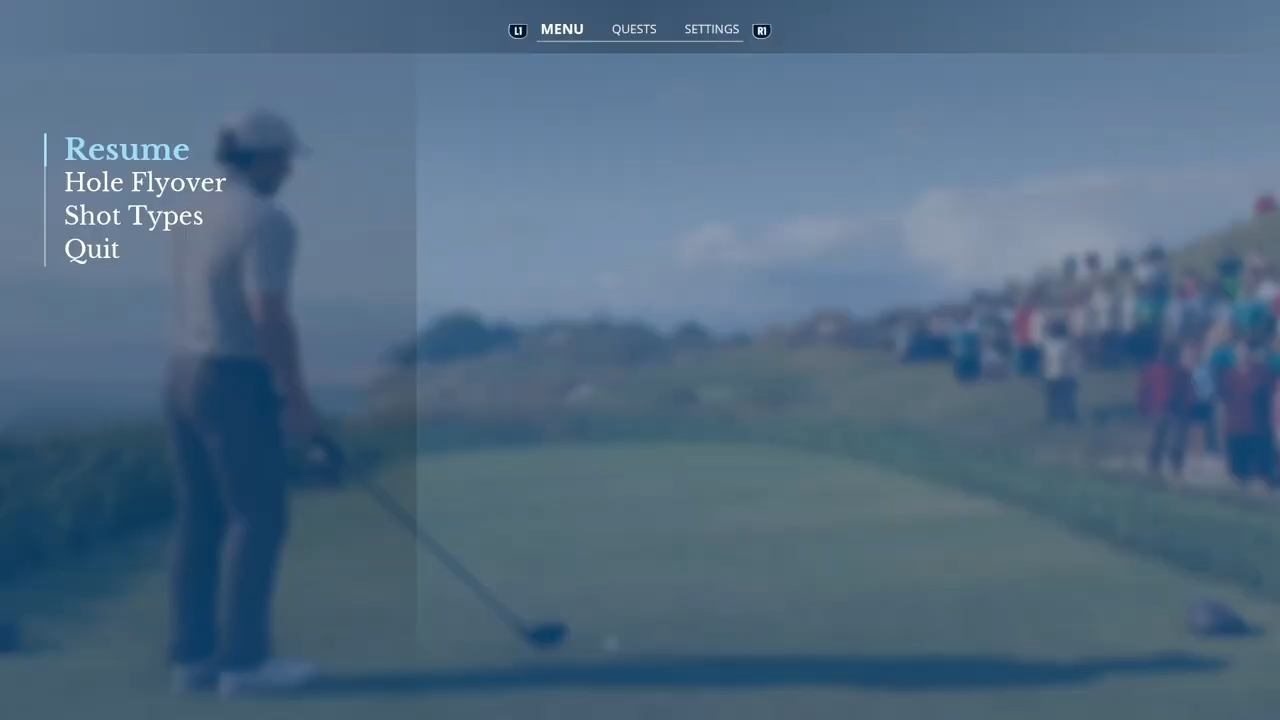 L1 MENU QUESTS SETTINGS R1
Resume
Hole Flyover
Shot Types
Quit